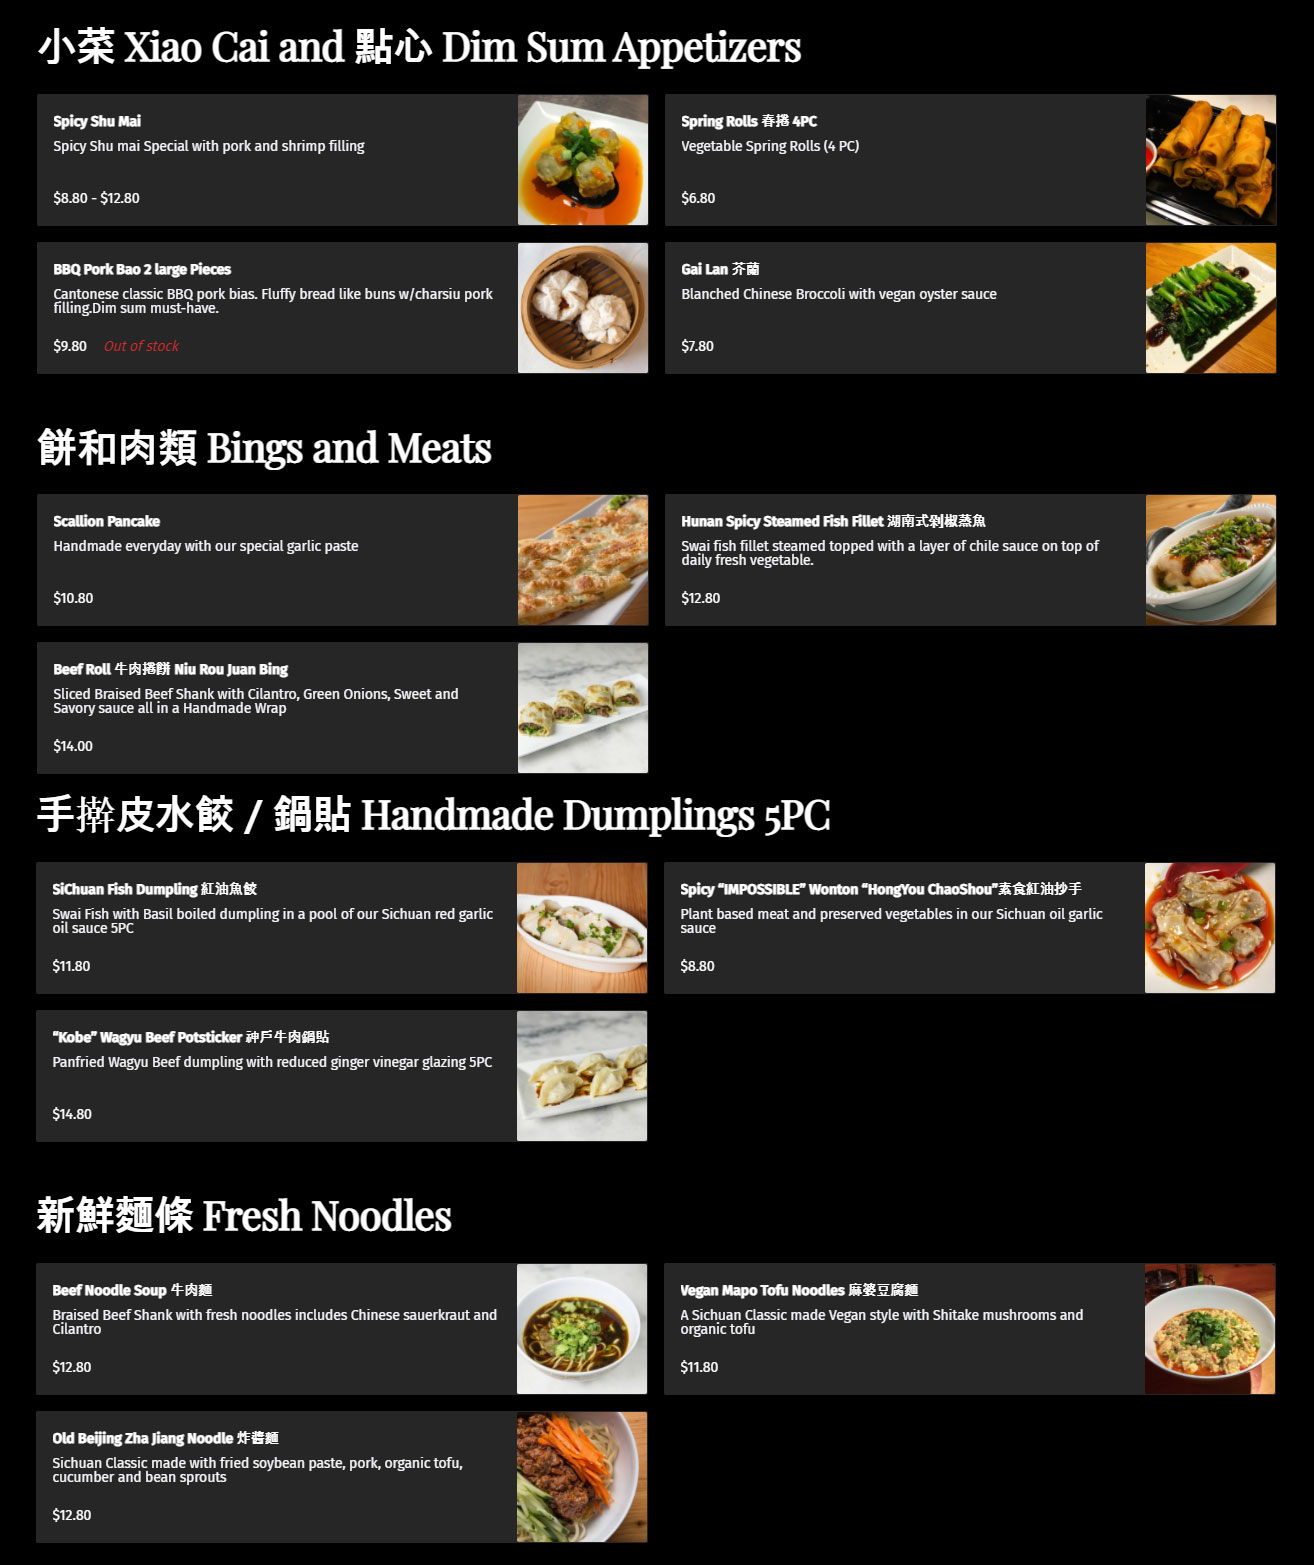 小菜 Xiao Cai and 點心 Dim Sum Appetizers
Spicy Shu Mai
Spicy Shu mai Special with pork and shrimp filling
$8.80 - $12.80
Spring Rolls 春捲 4PC
Vegetable Spring Rolls (4 PC)
$6.80
BBQ Pork Bao 2 large Pieces
Cantonese classic BBQ pork bias. Fluffy bread like buns w/charsiu pork
filling.Dim sum must-have.
$9.80 Out of stock
Gai Lan 芥蘭
Blanched Chinese Broccoli with vegan oyster sauce
$7.80
餅和肉類 Bings and Meats
Scallion Pancake
Handmade everyday with our special garlic paste
$10.80
Hunan Spicy Steamed Fish Fillet 湖南式剁椒蒸魚
Swai fish fillet steamed topped with a layer of chile sauce on top of
daily fresh vegetable.
$12.80
Beef Roll 牛肉捲餅 Niu Rou Juan Bing
Sliced Braised Beef Shank with Cilantro, Green Onions, Sweet and
Savory sauce all in a Handmade Wrap
$14.00
手擀皮水餃 / 鍋貼 Handmade Dumplings 5PC
SiChuan Fish Dumpling 紅油魚餃
Swai Fish with Basil boiled dumpling in a pool of our Sichuan red garlic
oil sauce 5PC
$11.80
Spicy “IMPOSSIBLE” Wonton “HongYou ChaoShou”素食紅油抄手
Plant based meat and preserved vegetables in our Sichuan oil garlic
sauce
$8.80
“Kobe” Wagyu Beef Potsticker 神戶牛肉鍋貼
Panfried Wagyu Beef dumpling with reduced ginger vinegar glazing 5PC
$14.80
新鮮麵條 Fresh Noodles
Beef Noodle Soup 牛肉麵
Braised Beef Shank with fresh noodles includes Chinese sauerkraut and
Cilantro
$12.80
Vegan Mapo Tofu Noodles 麻婆豆腐麵
A Sichuan Classic made Vegan style with Shitake mushrooms and
organic tofu
$11.80
Old Beijing Zha Jiang Noodle 炸醬麵
Sichuan Classic made with fried soybean paste, pork, organic tofu,
cucumber and bean sprouts
$12.80